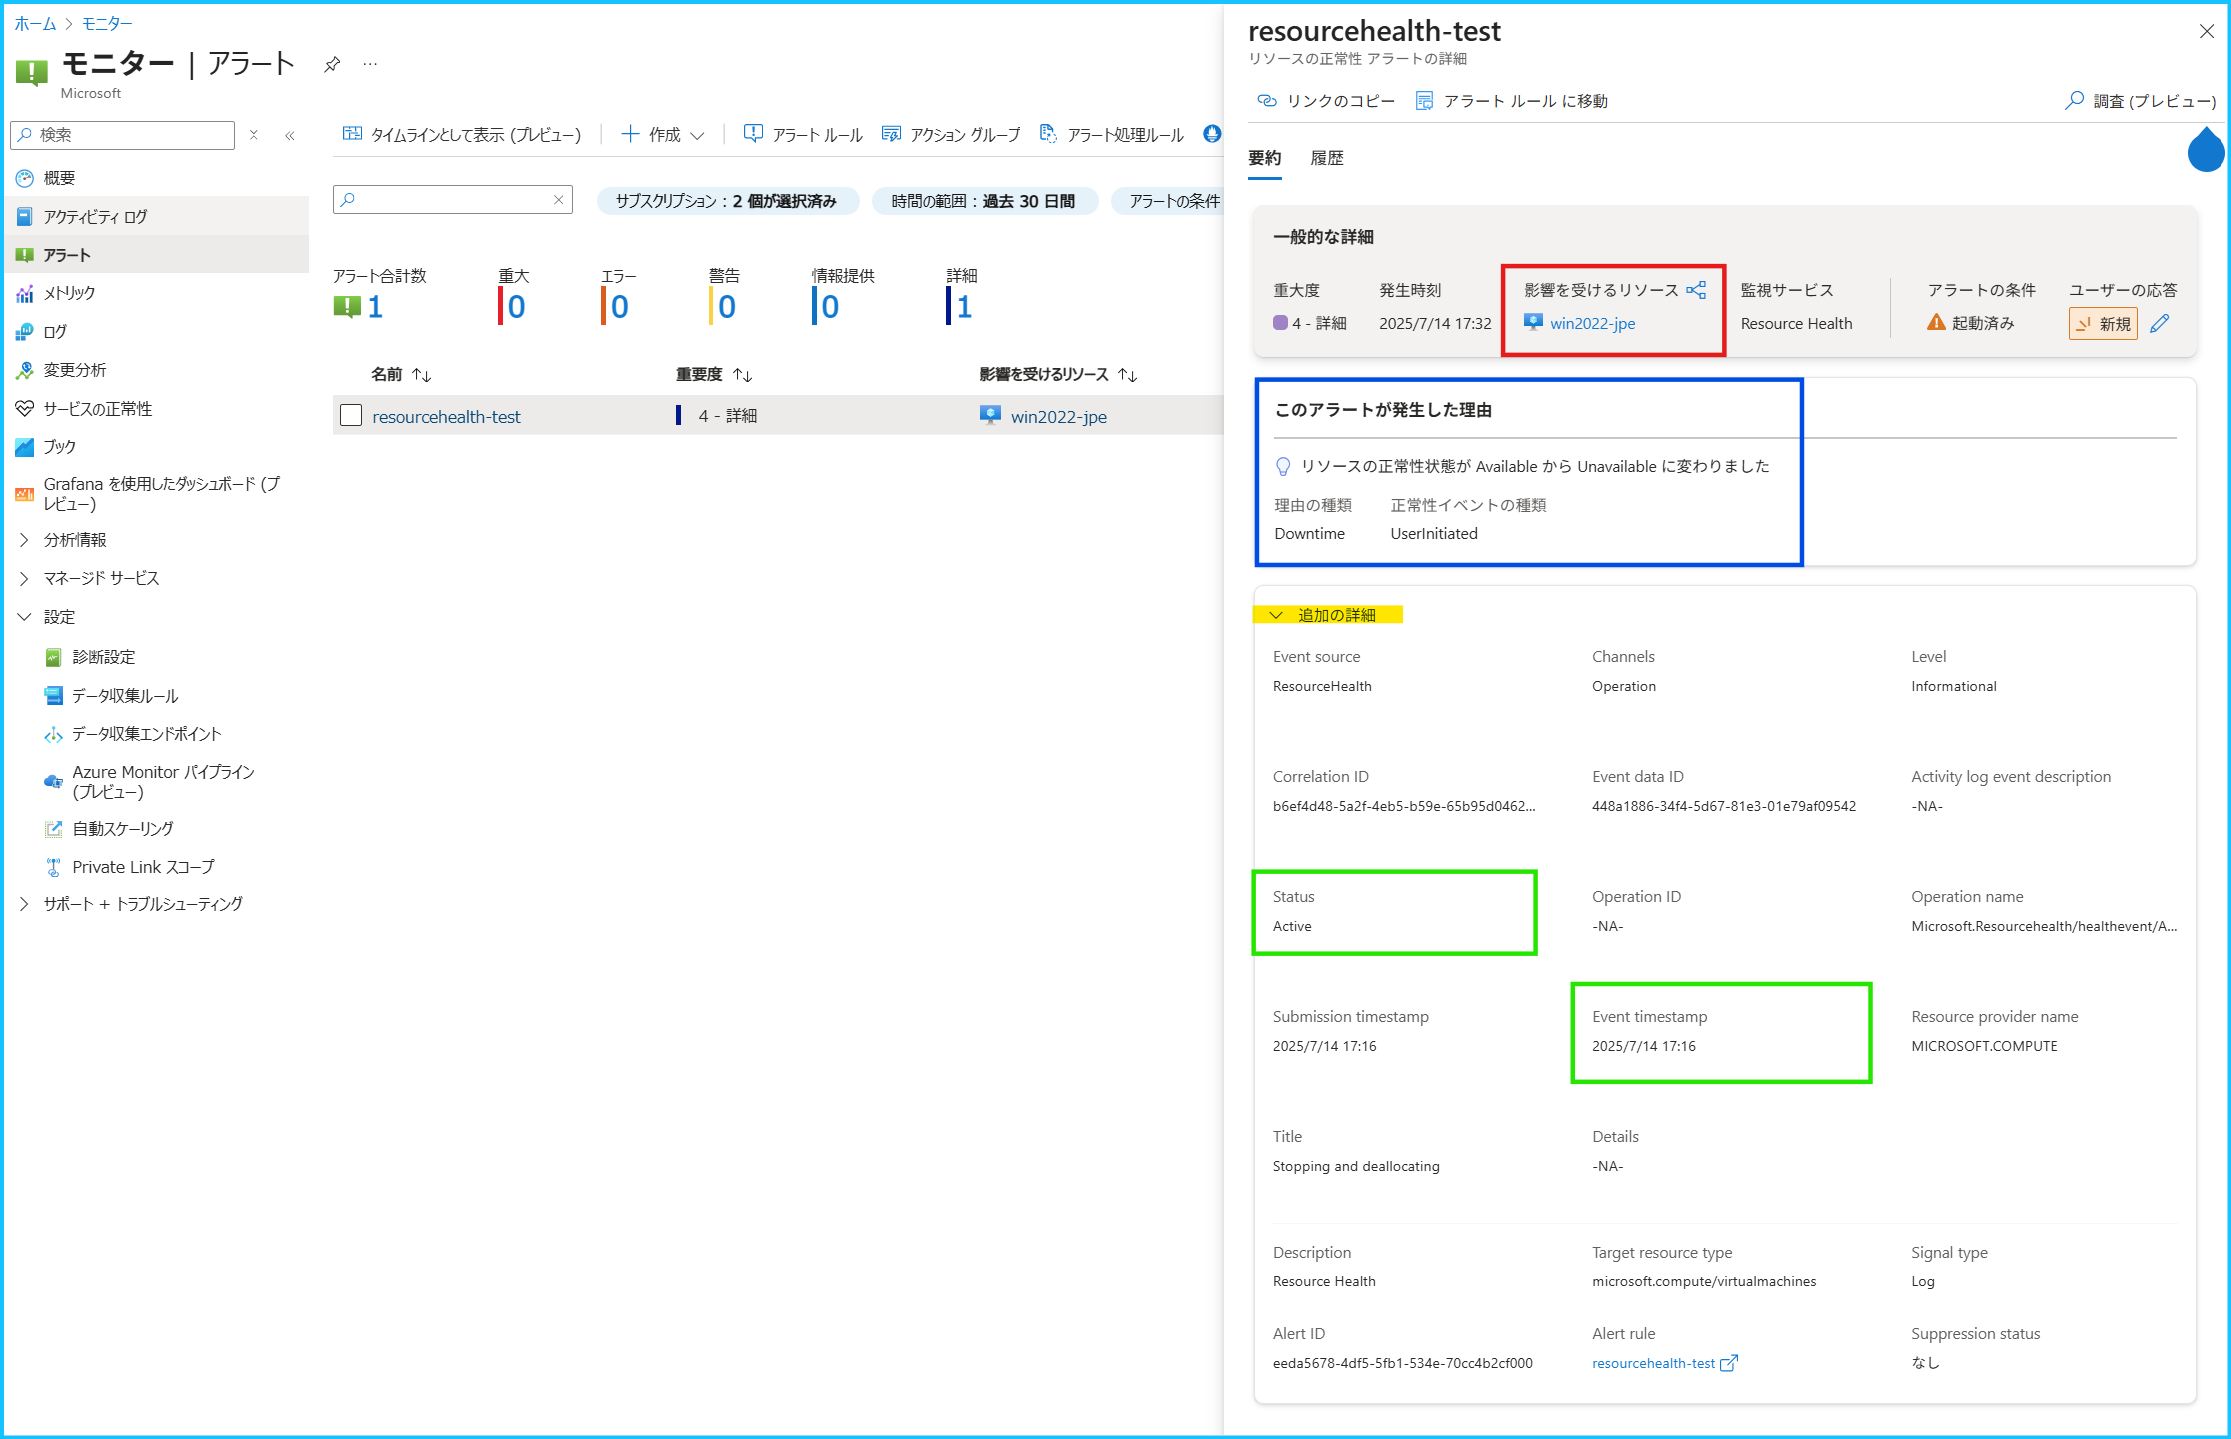 ホーム > モニター
モニター | アラート
Microsoft
検索
概要
アクティビティ ログ
アラート
メトリック
ログ
変更分析
サービスの正常性
ブック
Grafana を使用したダッシュボード (プ
レビュー)
分析情報
マネージド サービス
設定
診断設定
データ収集ルール
データ収集エンドポイント
Azure Monitor パイプライン
(プレビュー)
自動スケーリング
Private Link スコープ
サポート + トラブルシューティング
タイムラインとして表示 (プレビュー) 作成 アラート ルール アクション グループ アラート処理ルール
サブスクリプション : 2 個が選択済み 時間の範囲 : 過去 30 日間 アラートの条件
アラート合計数 重大 エラー 警告 情報提供 詳細
1 0 0 0 0 1
名前 重要度 影響を受けるリソース
resourcehealth-test 4 - 詳細 win2022-jpe
resourcehealth-test
リソースの正常性 アラートの詳細
リンクのコピー アラート ルール に移動 調査 (プレビュー)
要約 履歴
一般的な詳細
重大度 発生時刻 影響を受けるリソース 監視サービス アラートの条件 ユーザーの応答
4 - 詳細 2025/7/14 17:32 win2022-jpe Resource Health 起動済み 新規
このアラートが発生した理由
リソースの正常性状態が Available から Unavailable に変わりました
理由の種類 正常性イベントの種類
Downtime UserInitiated
追加の詳細
Event source Channels Level
ResourceHealth Operation Informational
Correlation ID Event data ID Activity log event description
b6ef4d48-5a2f-4eb5-b59e-65b95d0462... 448a1886-34f4-5d67-81e3-01e79af09542 -NA-
Status Operation ID Operation name
Active -NA- Microsoft.Resourcehealth/healthevent/A...
Submission timestamp Event timestamp Resource provider name
2025/7/14 17:16 2025/7/14 17:16 MICROSOFT.COMPUTE
Title Details
Stopping and deallocating -NA-
Description Target resource type Signal type
Resource Health microsoft.compute/virtualmachines Log
Alert ID Alert rule Suppression status
eeda5678-4df5-5fb1-534e-70cc4b2cf000 resourcehealth-test なし